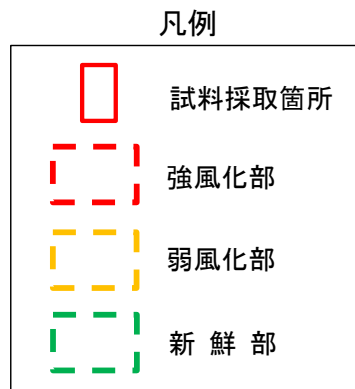 凡例
試料採取箇所
強風化部
弱風化部
新 鮮 部